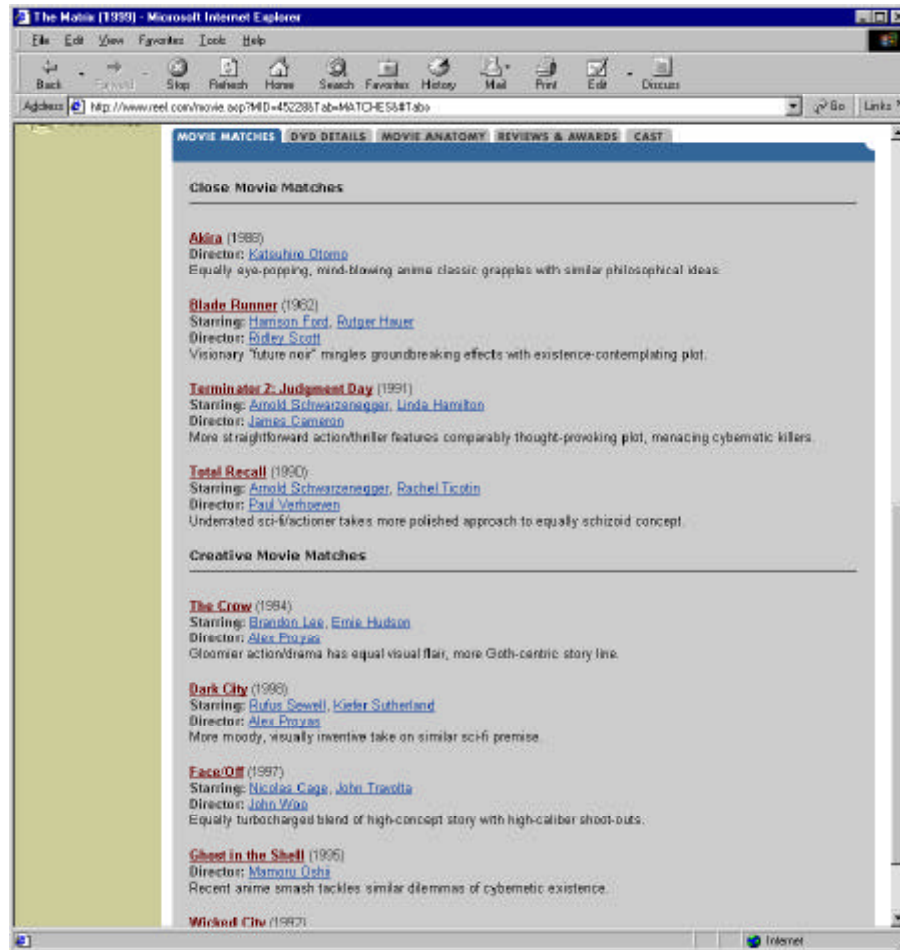 The Matrix (1999) - Microsoft Internet Explorer
File Edit View Favorites Tools Help
Back Forward Stop Refresh Home Search Favorites History Mail Print Edit Discuss
Address http://www.reel.com/movie.asp?MID=45228&Tab=MATCHES&#Tabs Go Links
MOVIE MATCHES DVD DETAILS MOVIE ANATOMY REVIEWS & AWARDS CAST
Close Movie Matches
Akira (1988)
Director: Katsuhiro Otomo
Equally eye-popping, mind-blowing anime classic grapples with similar philosophical ideas.
Blade Runner (1982)
Starring: Harrison Ford, Rutger Hauer
Director: Ridley Scott
Visionary "future noir" mingles groundbreaking effects with existence-contemplating plot.
Terminator 2: Judgment Day (1991)
Starring: Arnold Schwarzenegger, Linda Hamilton
Director: James Cameron
More straightforward action/thriller features comparably thought-provoking plot, menacing cybernetic killers.
Total Recall (1990)
Starring: Arnold Schwarzenegger, Rachel Ticotin
Director: Paul Verhoeven
Underrated sci-fi/actioner takes more polished approach to equally schizoid concept.
Creative Movie Matches
The Crow (1994)
Starring: Brandon Lee, Ernie Hudson
Director: Alex Proyas
Gloomier action/drama has equal visual flair, more Goth-centric story line.
Dark City (1998)
Starring: Rufus Sewell, Kiefer Sutherland
Director: Alex Proyas
More moody, visually inventive take on similar sci-fi premise.
Face/Off (1997)
Starring: Nicolas Cage, John Travolta
Director: John Woo
Equally turbocharged blend of high-concept story with high-caliber shoot-outs.
Ghost in the Shell (1995)
Director: Mamoru Oshii
Recent anime smash tackles similar dilemmas of cybernetic existence.
Wicked City (1992)
Internet